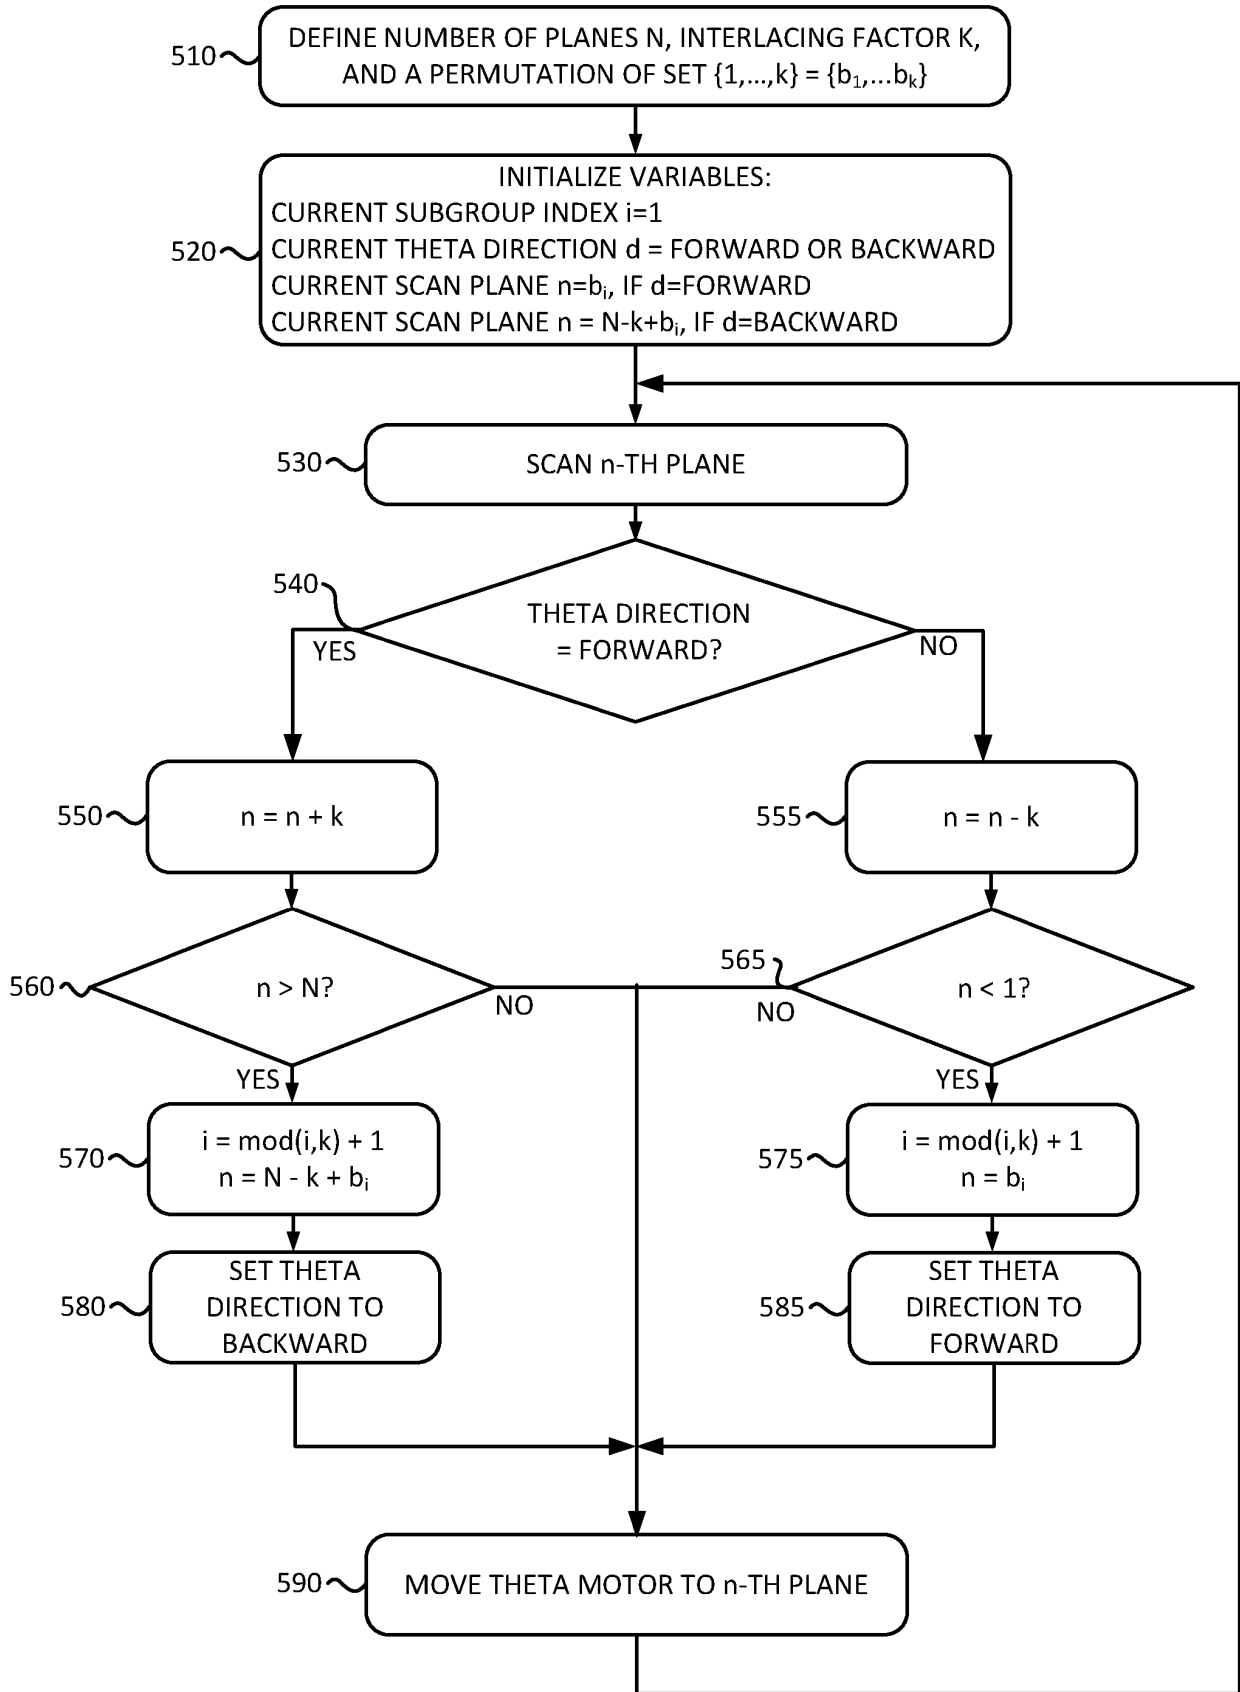 510
DEFINE NUMBER OF PLANES N, INTERLACING FACTOR K,
AND A PERMUTATION OF SET {1,...,k} = {b₁,...bₖ}
520
INITIALIZE VARIABLES:
CURRENT SUBGROUP INDEX i=1
CURRENT THETA DIRECTION d = FORWARD OR BACKWARD
CURRENT SCAN PLANE n=bᵢ, IF d=FORWARD
CURRENT SCAN PLANE n = N-k+bᵢ, IF d=BACKWARD
530
SCAN n-TH PLANE
540
THETA DIRECTION
= FORWARD?
YES
NO
550
n = n + k
555
n = n - k
560
n > N?
NO
565
n < 1?
NO
YES
YES
570
i = mod(i,k) + 1
n = N - k + bᵢ
575
i = mod(i,k) + 1
n = bᵢ
580
SET THETA
DIRECTION TO
BACKWARD
585
SET THETA
DIRECTION TO
FORWARD
590
MOVE THETA MOTOR TO n-TH PLANE